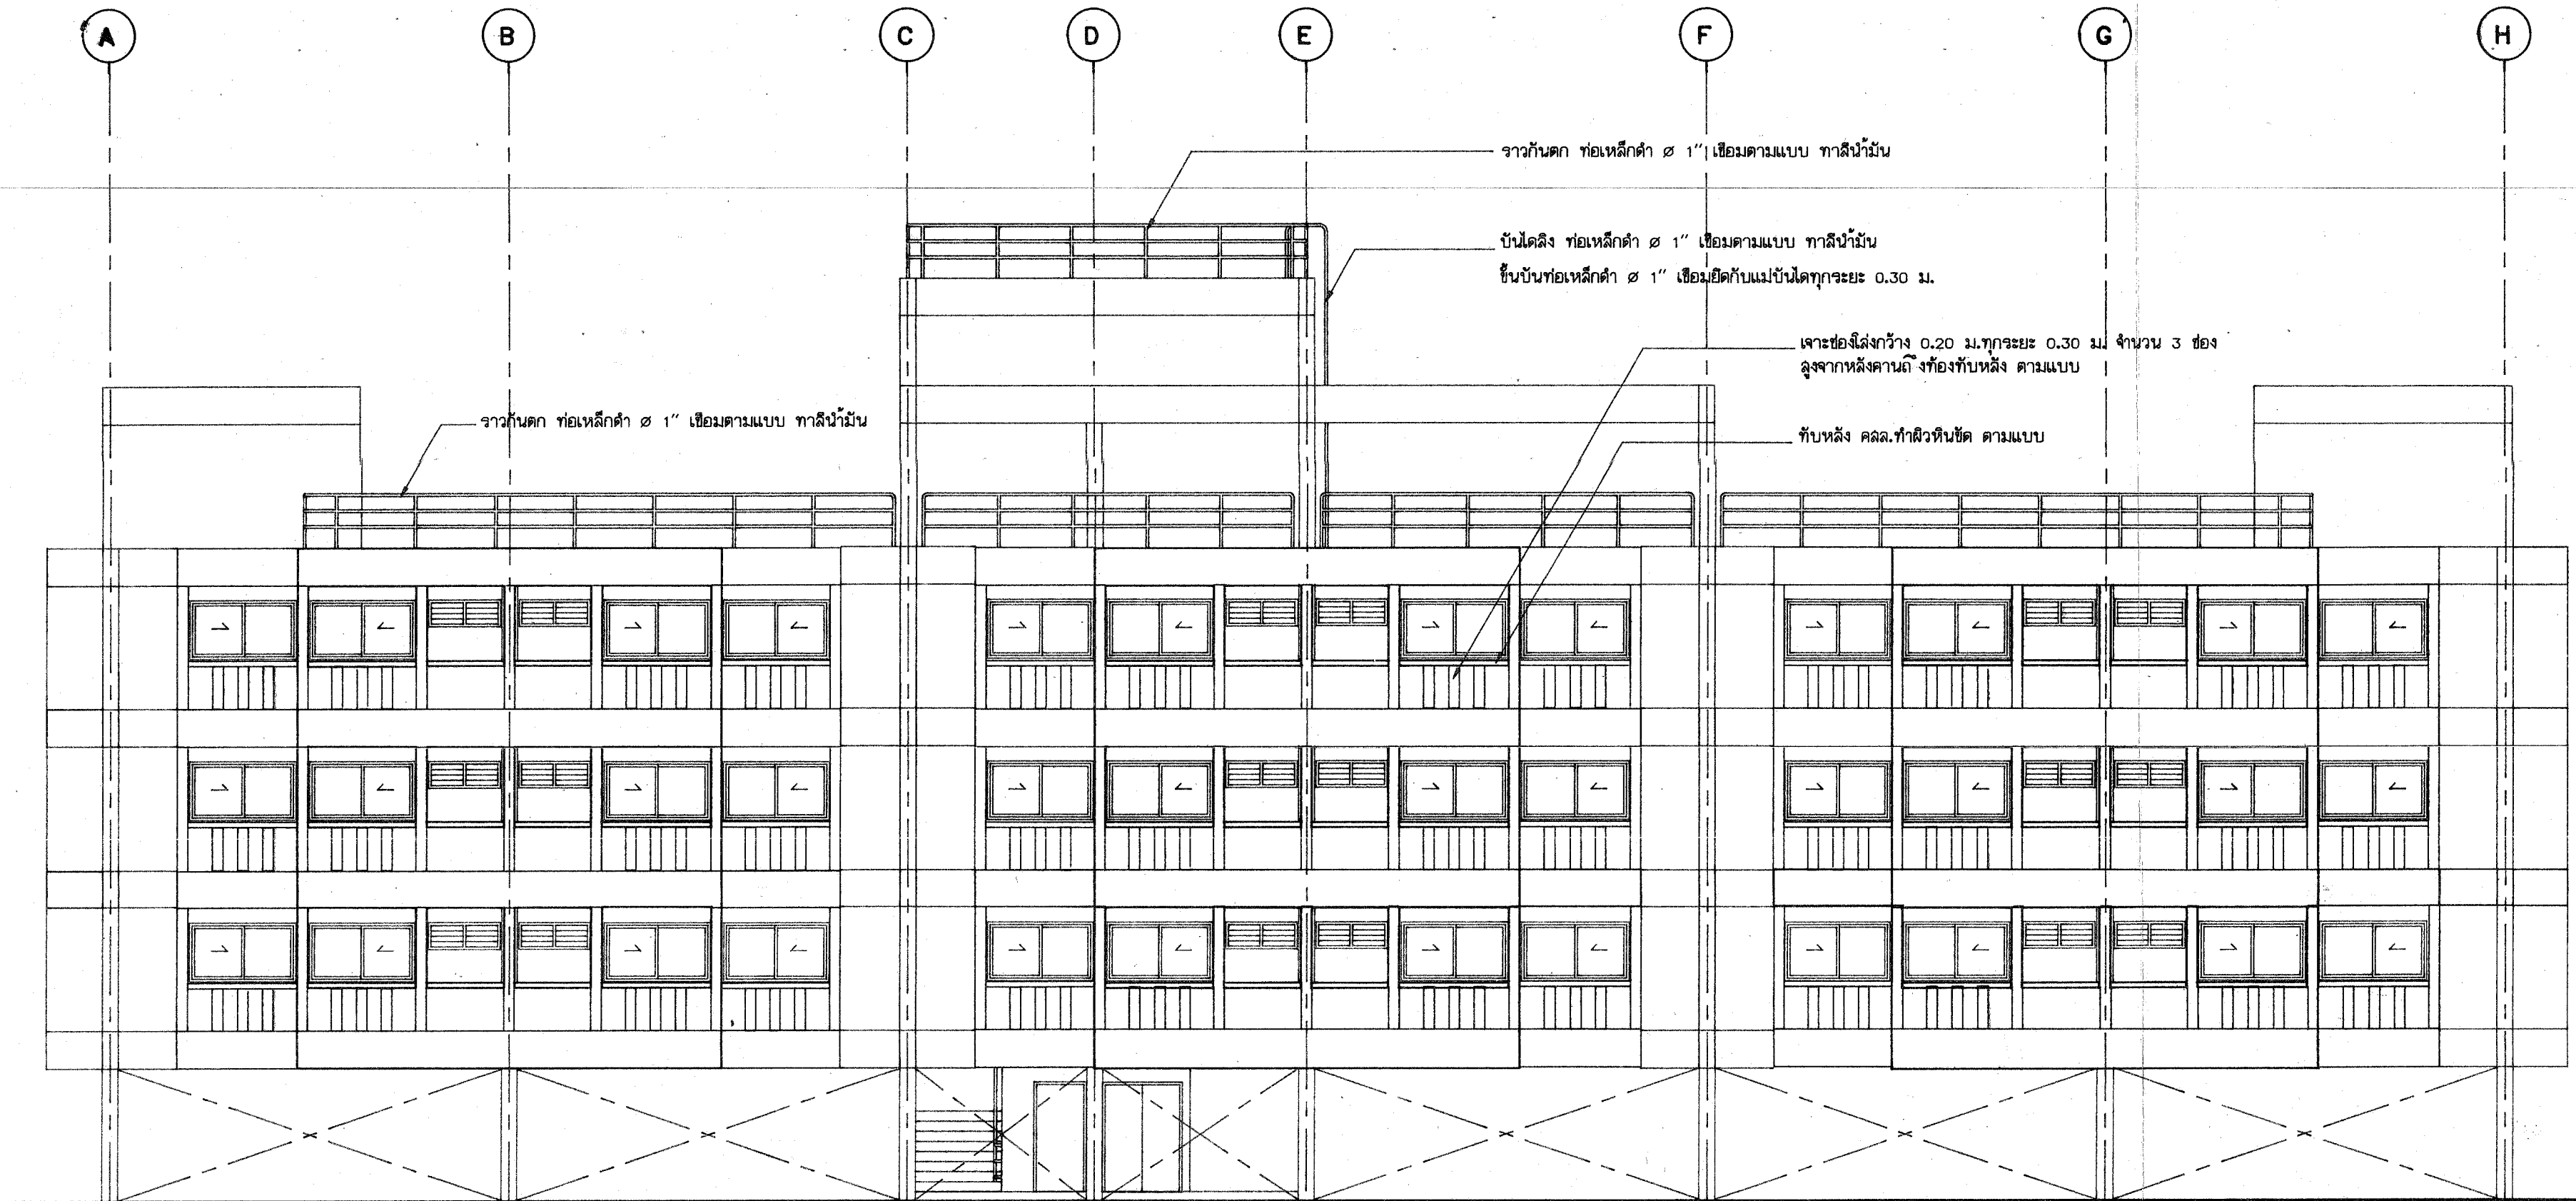 A B C D E F G H
ราวกันตก ท่อเหล็กดำ ø 1" เชื่อมตามแบบ ทาสีน้ำมัน
บันไดลิง ท่อเหล็กดำ ø 1" เชื่อมตามแบบ ทาสีน้ำมัน
ขั้นบันท่อเหล็กดำ ø 1" เชื่อมยึดกับแม่บันไดทุกระยะ 0.30 ม.
เจาะช่องโล่งกว้าง 0.20 ม.ทุกระยะ 0.30 ม. จำนวน 3 ช่อง
สูงจากหลังคานถึงท้องทับหลัง ตามแบบ
ราวกันตก ท่อเหล็กดำ ø 1" เชื่อมตามแบบ ทาสีน้ำมัน
ทับหลัง คสล.ทำผิวหินขัด ตามแบบ